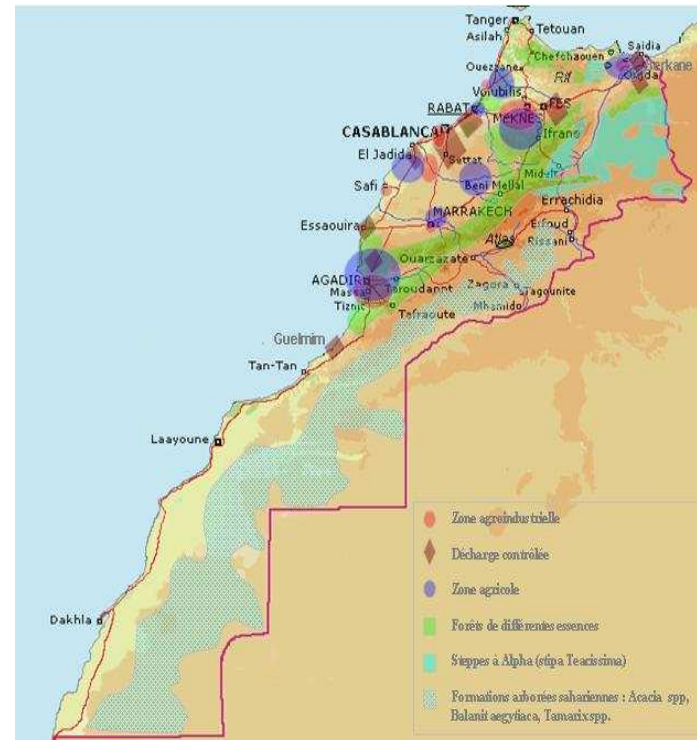 Tanger
Tetouan
Asilah
Chefchaouen
Saidia
Berkane
Oujda
Ouezzane
Rif
Volubilis
FES
RABAT
MEKNES
Ifrane
CASABLANCA
El Jadida
Settat
Midelt
Safi
Beni Mellal
Errachidia
MARRAKECH
Essaouira
Erfoud
Atlas
Rissani
Ouarzazate
AGADIR
Zagora
Massa
Taroudannt
Tagounite
Tiznit
Mhamid
Tafraoute
Guelmim
Tan-Tan
Laayoune
Dakhla
Zone agroindustrielle
Décharge contrôlée
Zone agricole
Forêts de différentes essences
Steppes à Alpha (stipa Teacissima)
Formations arborées sahariennes : Acacia spp,
Balanit aegytiaca, Tamarix spp.